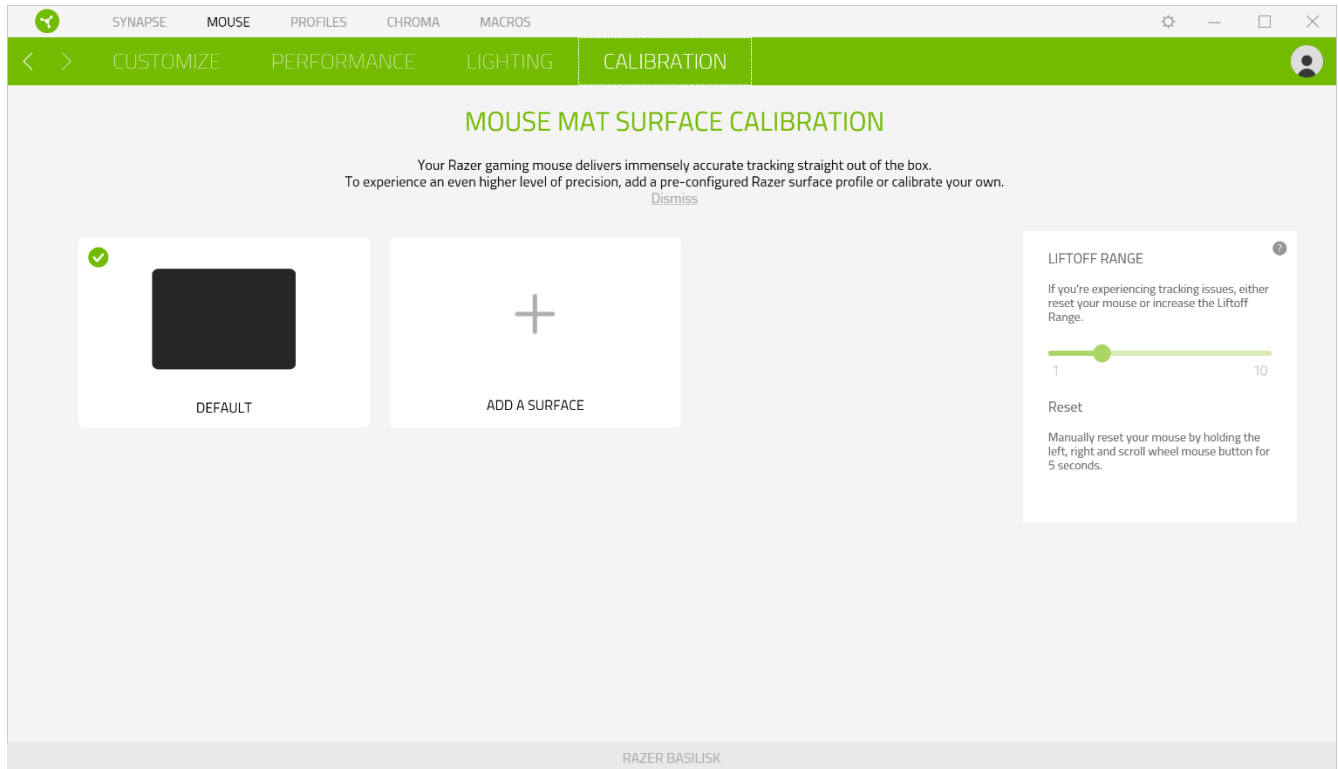 SYNAPSE MOUSE PROFILES CHROMA MACROS
CUSTOMIZE PERFORMANCE LIGHTING CALIBRATION
MOUSE MAT SURFACE CALIBRATION
Your Razer gaming mouse delivers immensely accurate tracking straight out of the box.
To experience an even higher level of precision, add a pre-configured Razer surface profile or calibrate your own.
Dismiss
DEFAULT
ADD A SURFACE
?
LIFTOFF RANGE
If you're experiencing tracking issues, either
reset your mouse or increase the Liftoff
Range.
1 10
Reset
Manually reset your mouse by holding the
left, right and scroll wheel mouse button for
5 seconds.
RAZER BASILISK